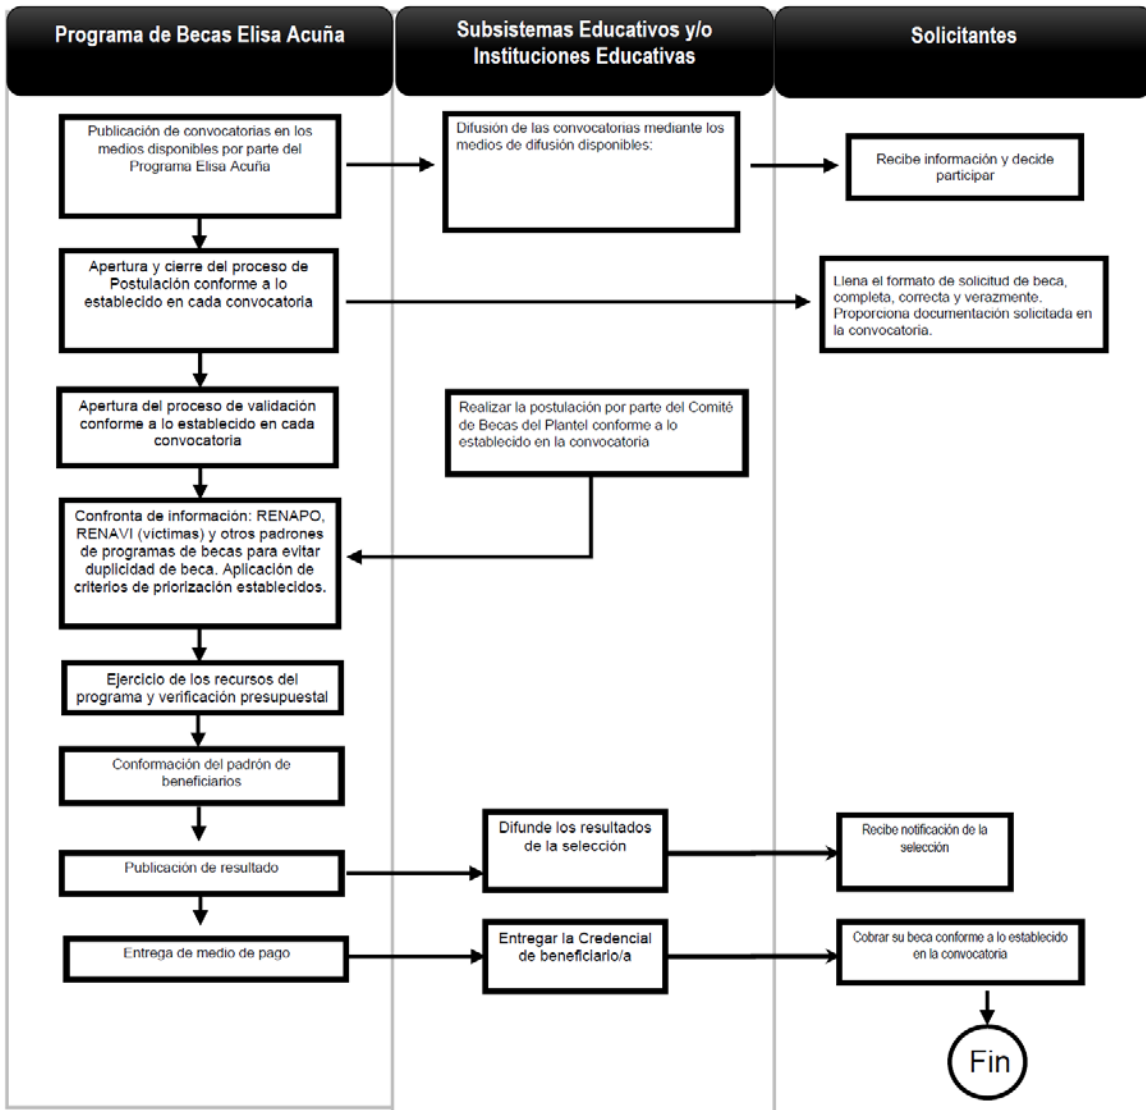 Programa de Becas Elisa Acuña
Subsistemas Educativos y/o
Instituciones Educativas
Solicitantes
Publicación de convocatorias en los
medios disponibles por parte del
Programa Elisa Acuña
Difusión de las convocatorias mediante los
medios de difusión disponibles:
Recibe información y decide
participar
Apertura y cierre del proceso de
Postulación conforme a lo
establecido en cada convocatoria
Llena el formato de solicitud de beca,
completa, correcta y verazmente.
Proporciona documentación solicitada en
la convocatoria.
Apertura del proceso de validación
conforme a lo establecido en cada
convocatoria
Realizar la postulación por parte del Comité
de Becas del Plantel conforme a lo
establecido en la convocatoria
Confronta de información: RENAPO,
RENAVI (víctimas) y otros padrones
de programas de becas para evitar
duplicidad de beca. Aplicación de
criterios de priorización establecidos.
Ejercicio de los recursos del
programa y verificación presupuestal
Conformación del padrón de
beneficiarios
Publicación de resultado
Difunde los resultados
de la selección
Recibe notificación de la
selección
Entrega de medio de pago
Entregar la Credencial
de beneficiario/a
Cobrar su beca conforme a lo establecido
en la convocatoria
Fin